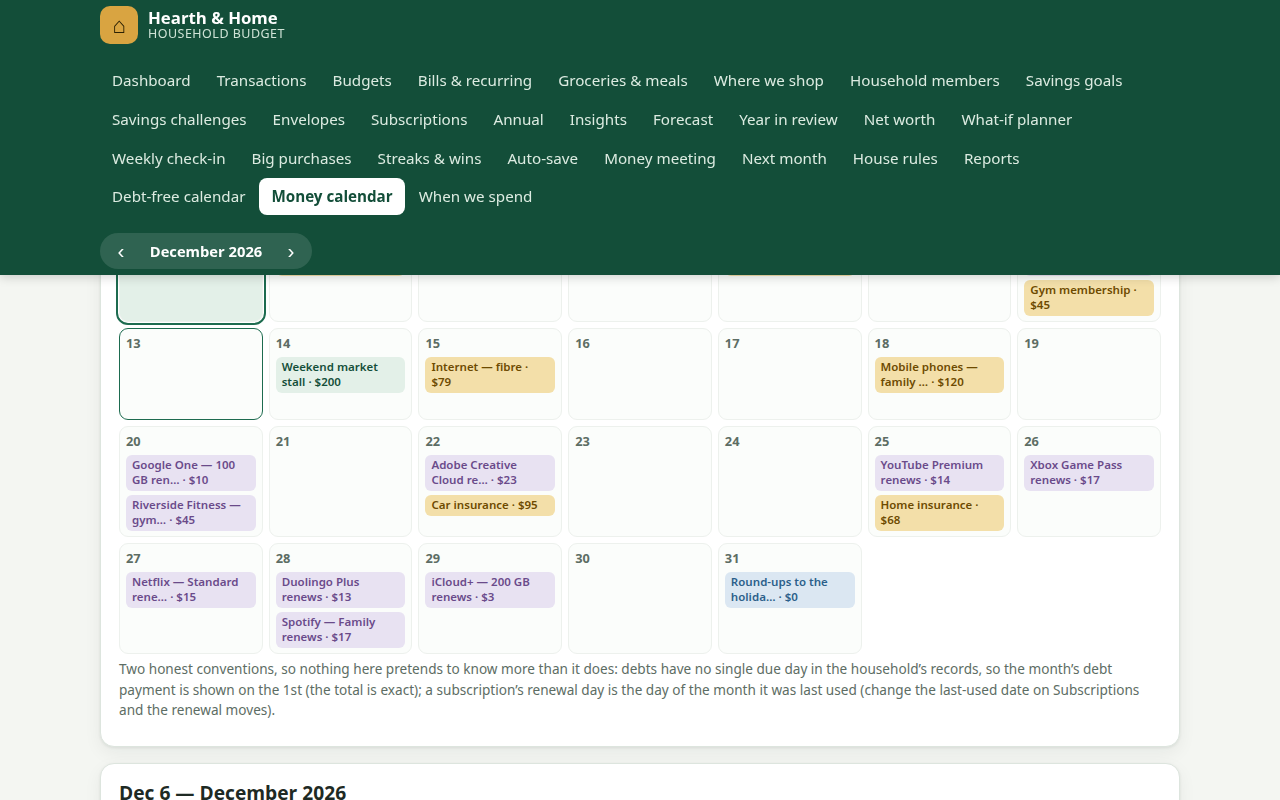 Hearth & Home
HOUSEHOLD BUDGET
Dashboard Transactions Budgets Bills & recurring Groceries & meals Where we shop Household members Savings goals
Savings challenges Envelopes Subscriptions Annual Insights Forecast Year in review Net worth What-if planner
Weekly check-in Big purchases Streaks & wins Auto-save Money meeting Next month House rules Reports
Debt-free calendar Money calendar When we spend
‹ December 2026 ›
Gym membership ·
$45
13 14 15 16 17 18 19
Weekend market
stall · $200
Internet — fibre ·
$79
Mobile phones —
family ... · $120
20 21 22 23 24 25 26
Google One — 100
GB ren... · $10
Riverside Fitness —
gym... · $45
Adobe Creative
Cloud re... · $23
Car insurance · $95
YouTube Premium
renews · $14
Home insurance ·
$68
Xbox Game Pass
renews · $17
27 28 29 30 31
Netflix — Standard
rene... · $15
Duolingo Plus
renews · $13
Spotify — Family
renews · $17
iCloud+ — 200 GB
renews · $3
Round-ups to the
holida... · $0
Two honest conventions, so nothing here pretends to know more than it does: debts have no single due day in the household's records, so the month's debt
payment is shown on the 1st (the total is exact); a subscription's renewal day is the day of the month it was last used (change the last-used date on Subscriptions
and the renewal moves).
Dec 6 — December 2026